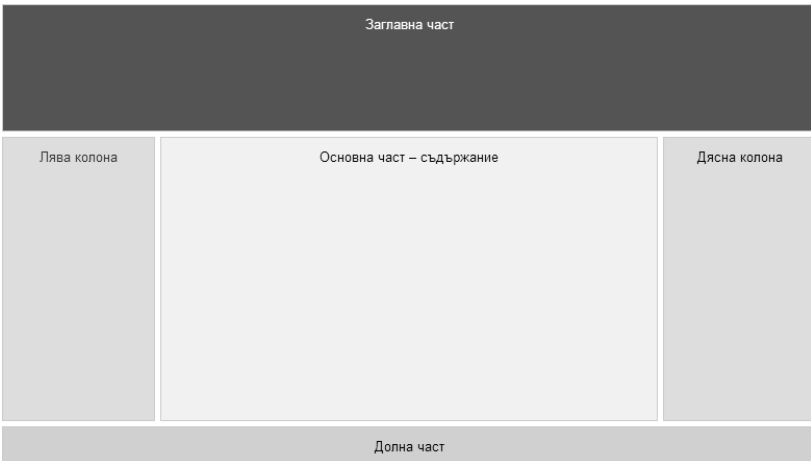 Заглавна част
Лява колона
Основна част – съдържание
Дясна колона
Долна част